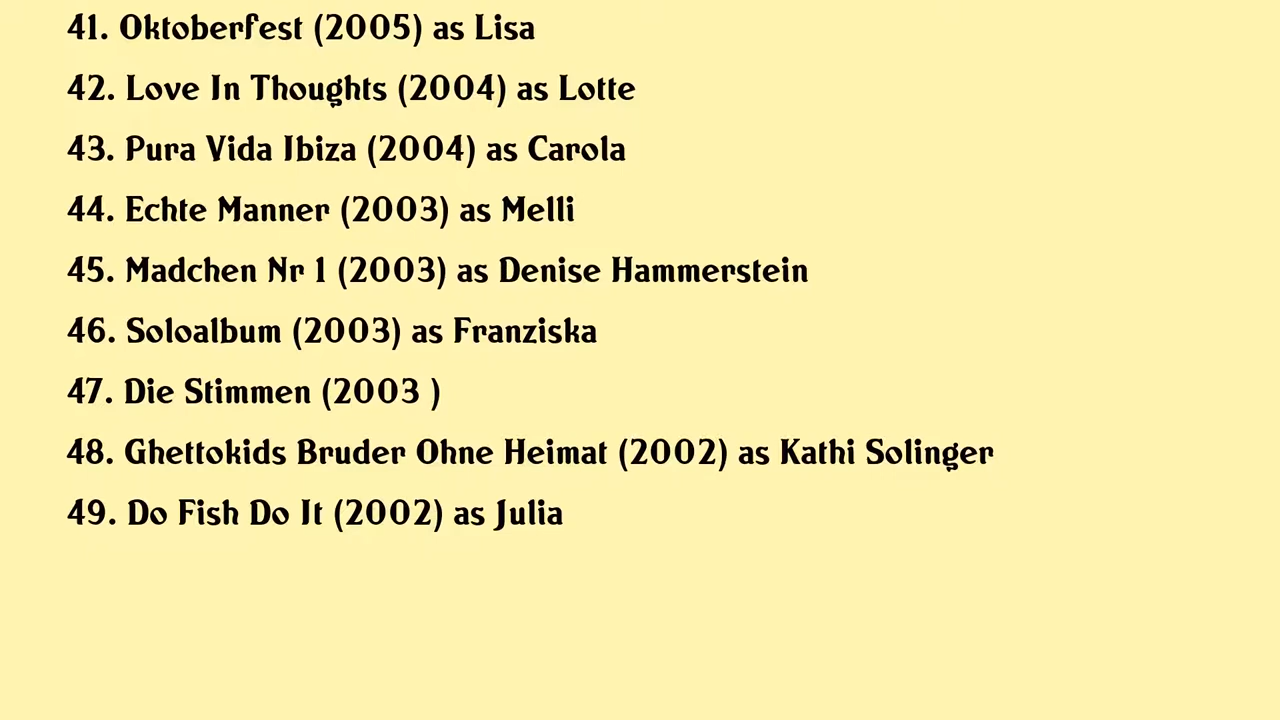 41. Oktoberfest (2005) as Lisa
42. Love In Thoughts (2004) as Lotte
43. Pura Vida Ibiza (2004) as Carola
44. Echte Manner (2003) as Melli
45. Madchen Nr 1 (2003) as Denise Hammerstein
46. Soloalbum (2003) as Franziska
47. Die Stimmen (2003 )
48. Ghettokids Bruder Ohne Heimat (2002) as Kathi Solinger
49. Do Fish Do It (2002) as Julia